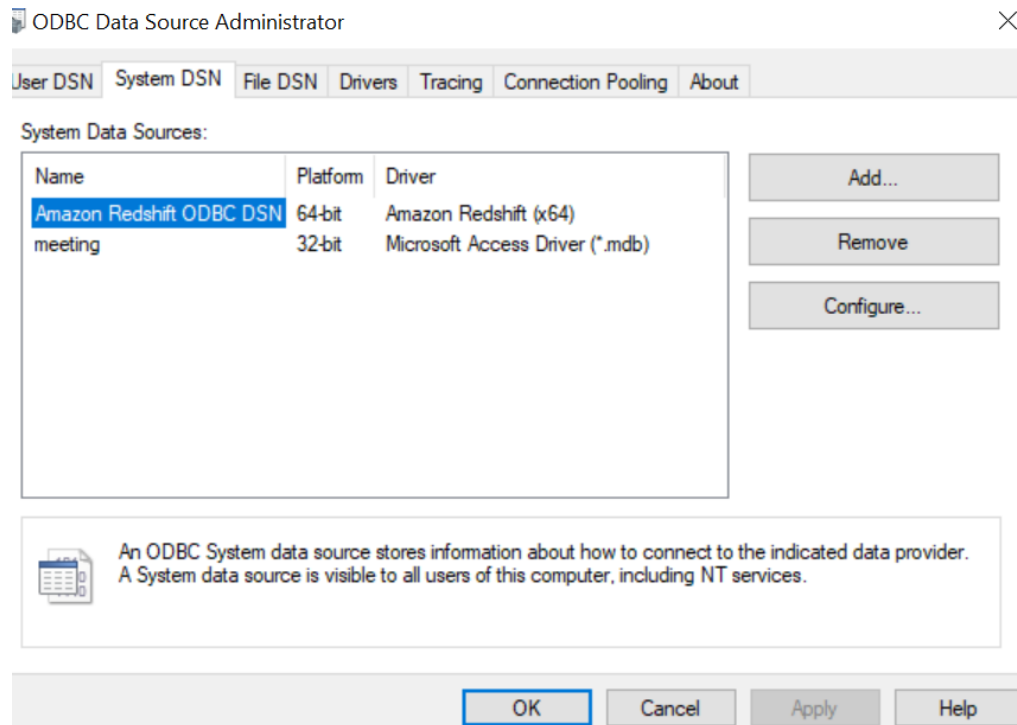 ODBC Data Source Administrator
User DSN System DSN File DSN Drivers Tracing Connection Pooling About
System Data Sources:
Name Platform Driver
Amazon Redshift ODBC DSN 64-bit Amazon Redshift (x64)
meeting 32-bit Microsoft Access Driver (*.mdb)
Add...
Remove
Configure...
An ODBC System data source stores information about how to connect to the indicated data provider.
A System data source is visible to all users of this computer, including NT services.
OK Cancel Apply Help